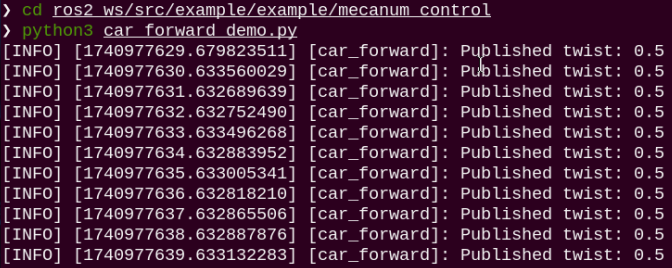 ❯ cd ros2_ws/src/example/example/mecanum_control
❯ python3 car_forward_demo.py
[INFO] [1740977629.679823511] [car_forward]: Published twist: 0.5
[INFO] [1740977630.633560029] [car_forward]: Published twist: 0.5
[INFO] [1740977631.632689639] [car_forward]: Published twist: 0.5
[INFO] [1740977632.632752490] [car_forward]: Published twist: 0.5
[INFO] [1740977633.633496268] [car_forward]: Published twist: 0.5
[INFO] [1740977634.632883952] [car_forward]: Published twist: 0.5
[INFO] [1740977635.633005341] [car_forward]: Published twist: 0.5
[INFO] [1740977636.632818210] [car_forward]: Published twist: 0.5
[INFO] [1740977637.632865506] [car_forward]: Published twist: 0.5
[INFO] [1740977638.632887876] [car_forward]: Published twist: 0.5
[INFO] [1740977639.633132283] [car_forward]: Published twist: 0.5